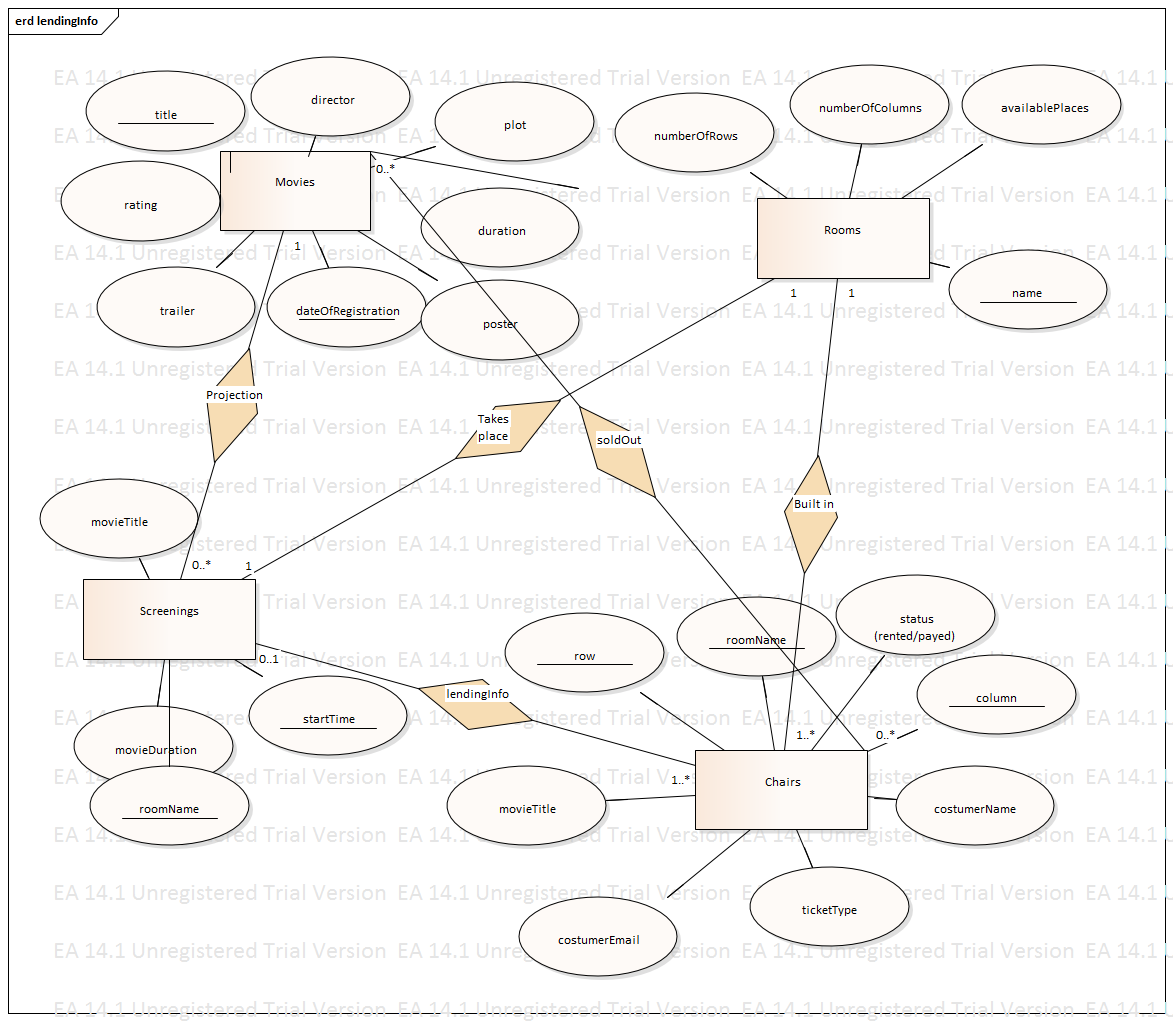 erd lendingInfo
title
director
plot
numberOfRows
numberOfColumns
availablePlaces
Movies
0..*
rating
duration
Rooms
1
trailer
dateOfRegistration
poster
1
1
name
Projection
Takes
place
soldOut
Built in
movieTitle
0..*
1
Screenings
0..1
row
roomName
status
(rented/payed)
lendingInfo
startTime
column
movieDuration
1..*
0..*
1..*
Chairs
roomName
movieTitle
costumerName
ticketType
costumerEmail
EA 14.1 Unregistered Trial Version